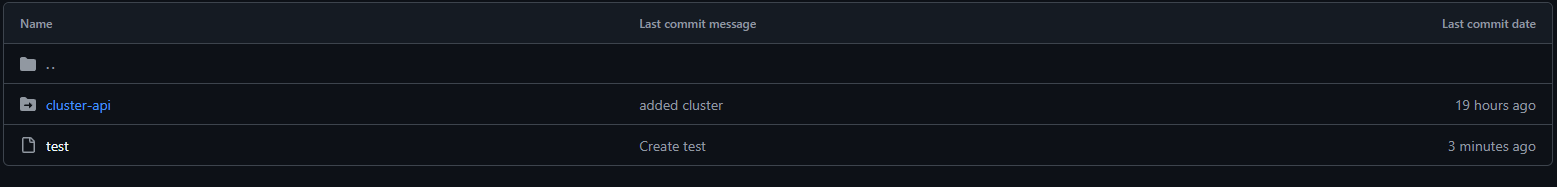 Name Last commit message Last commit date
..
cluster-api added cluster 19 hours ago
test Create test 3 minutes ago